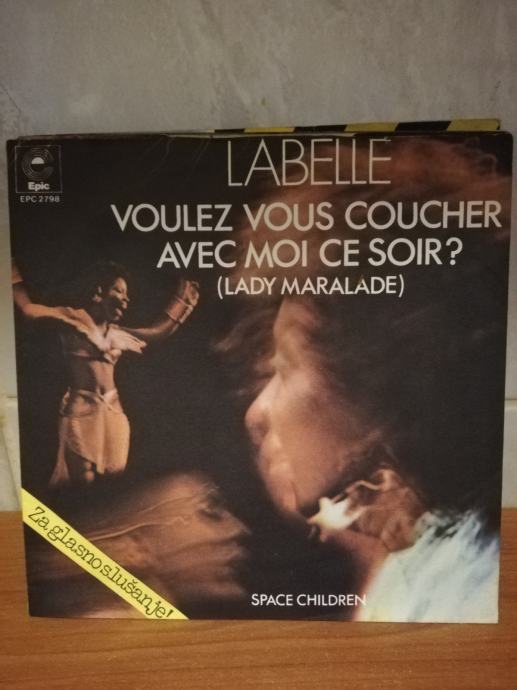 Epic
EPC 2798
LABELLE
VOULEZ VOUS COUCHER
AVEC MOI CE SOIR?
(LADY MARALADE)
Za glasno slušanje!
SPACE CHILDREN